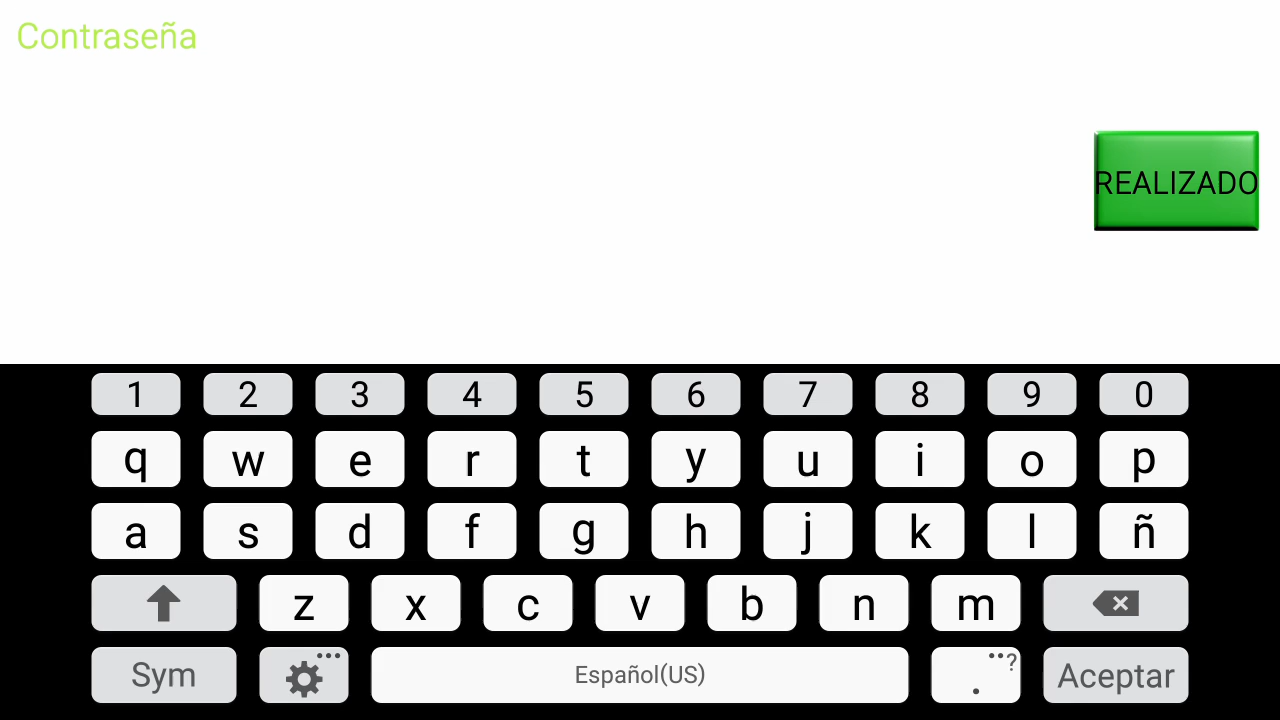 Contraseña
REALIZADO
1 2 3 4 5 6 7 8 9 0
q w e r t y u i o p
a s d f g h j k l ñ
z x c v b n m
Sym Español(US) . ? Aceptar